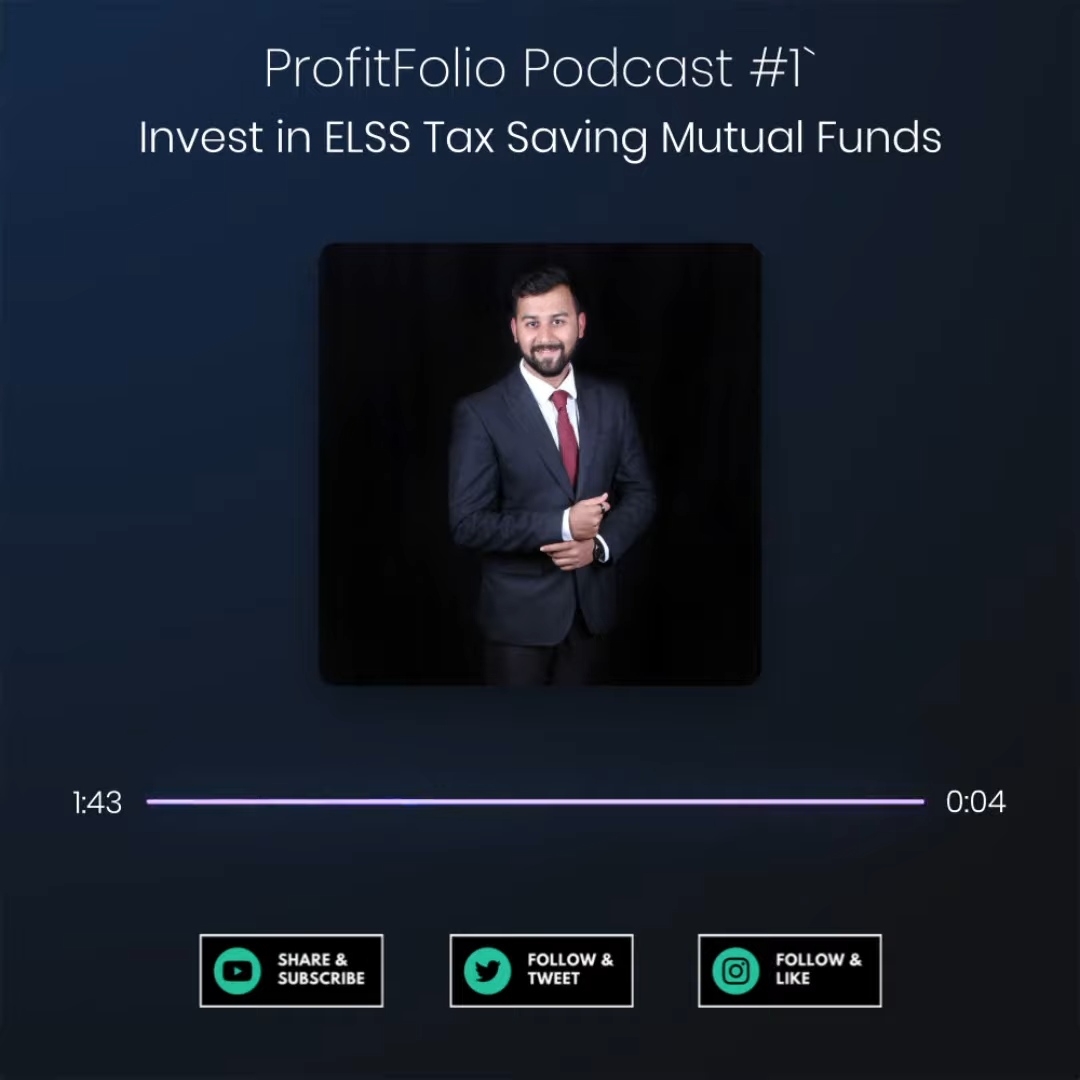 ProfitFolio Podcast #1`
Invest in ELSS Tax Saving Mutual Funds
1:43
0:04
SHARE &
SUBSCRIBE
FOLLOW &
TWEET
FOLLOW &
LIKE